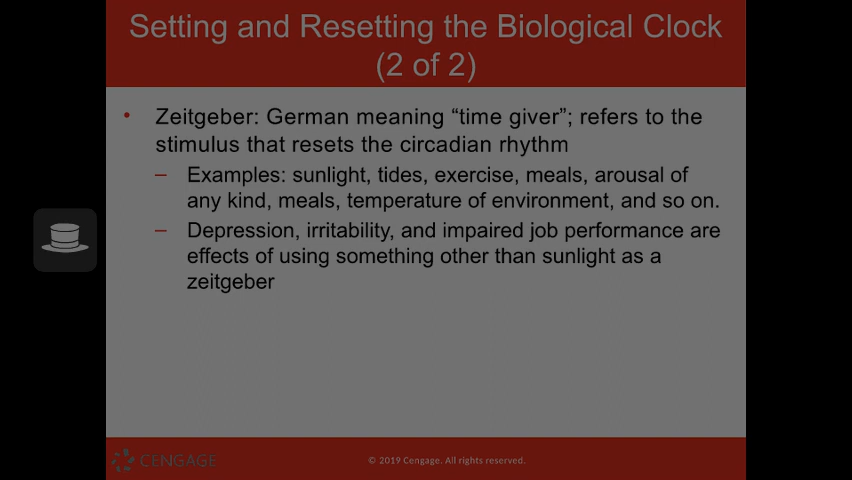 Setting and Resetting the Biological Clock
(2 of 2)
• Zeitgeber: German meaning “time giver”; refers to the
stimulus that resets the circadian rhythm
– Examples: sunlight, tides, exercise, meals, arousal of
any kind, meals, temperature of environment, and so on.
– Depression, irritability, and impaired job performance are
effects of using something other than sunlight as a
zeitgeber
CENGAGE
© 2019 Cengage. All rights reserved.